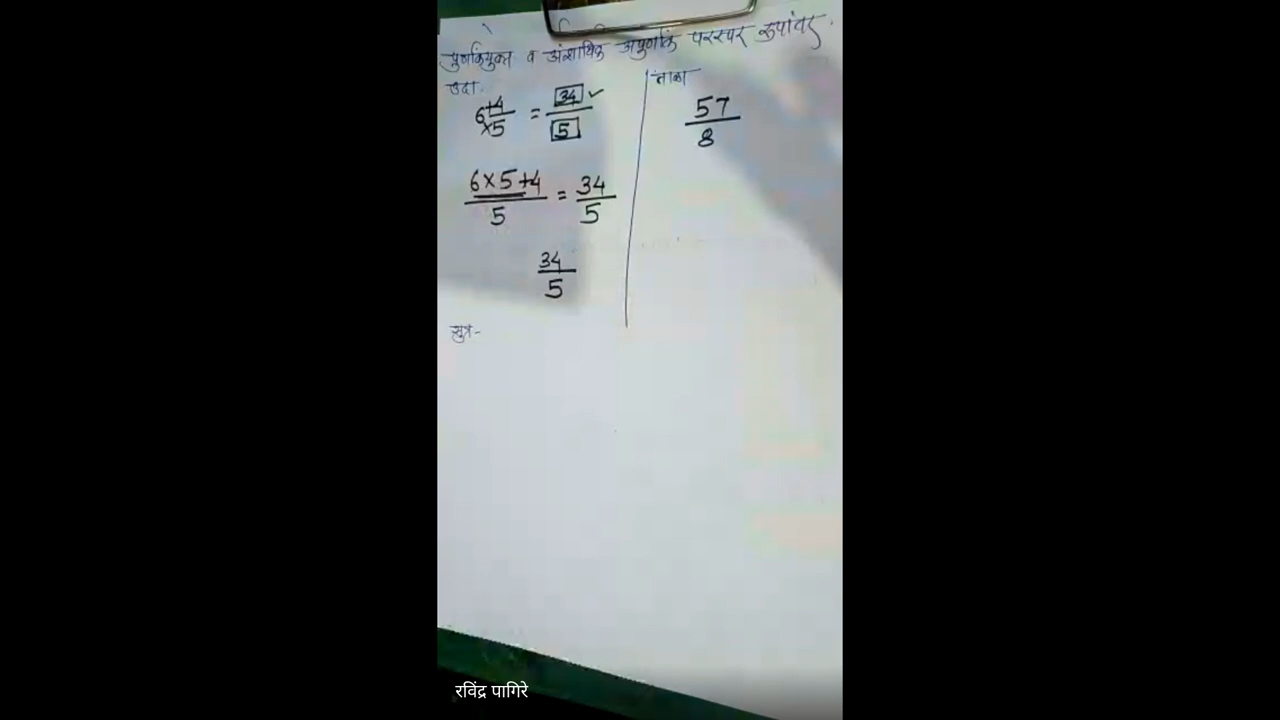 पुर्णांकयुक्त व अंशाधिक अपुर्णांक परस्पर रुपांतर.
उदा.
6 +4/×5 = 34/5 ✓
6×5+4/5 = 34/5
34/5
सुत्र-
ताळा
57/8
रविंद्र पागिरे